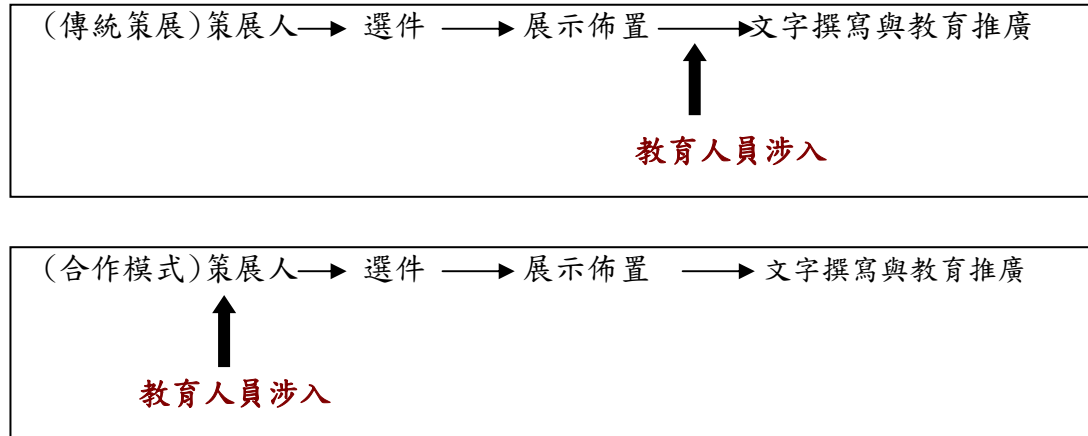 (傳統策展)策展人→ 選件 → 展示佈置 →文字撰寫與教育推廣
教育人員涉入
(合作模式)策展人→ 選件 → 展示佈置 → 文字撰寫與教育推廣
教育人員涉入